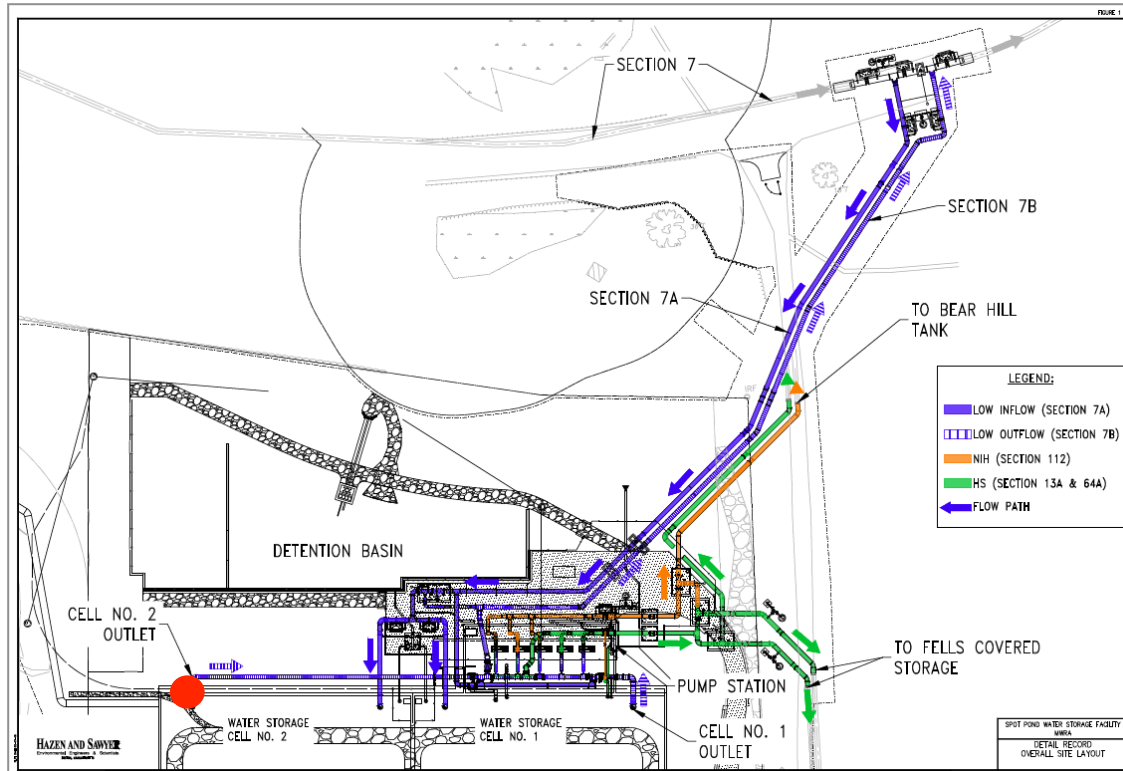 FIGURE 1
SECTION 7
SECTION 7B
SECTION 7A
TO BEAR HILL
TANK
LEGEND:
LOW INFLOW (SECTION 7A)
LOW OUTFLOW (SECTION 7B)
NIH (SECTION 112)
HS (SECTION 13A & 64A)
FLOW PATH
DETENTION BASIN
CELL NO. 2
OUTLET
TO FELLS COVERED
STORAGE
PUMP STATION
WATER STORAGE
CELL NO. 2
WATER STORAGE
CELL NO. 1
CELL NO. 1
OUTLET
HAZEN AND SAWYER
Environmental Engineers & Scientists
SPOT POND WATER STORAGE FACILITY
MWRA
DETAIL RECORD
OVERALL SITE LAYOUT